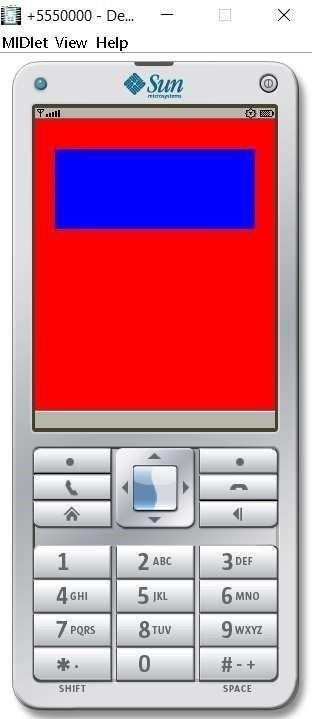 +5550000 - De...
MIDlet View Help
Sun
microsystems
1 2 ABC 3 DEF
4 GHI 5 JKL 6 MNO
7 PQRS 8 TUV 9 WXYZ
* . 0 # - +
SHIFT SPACE